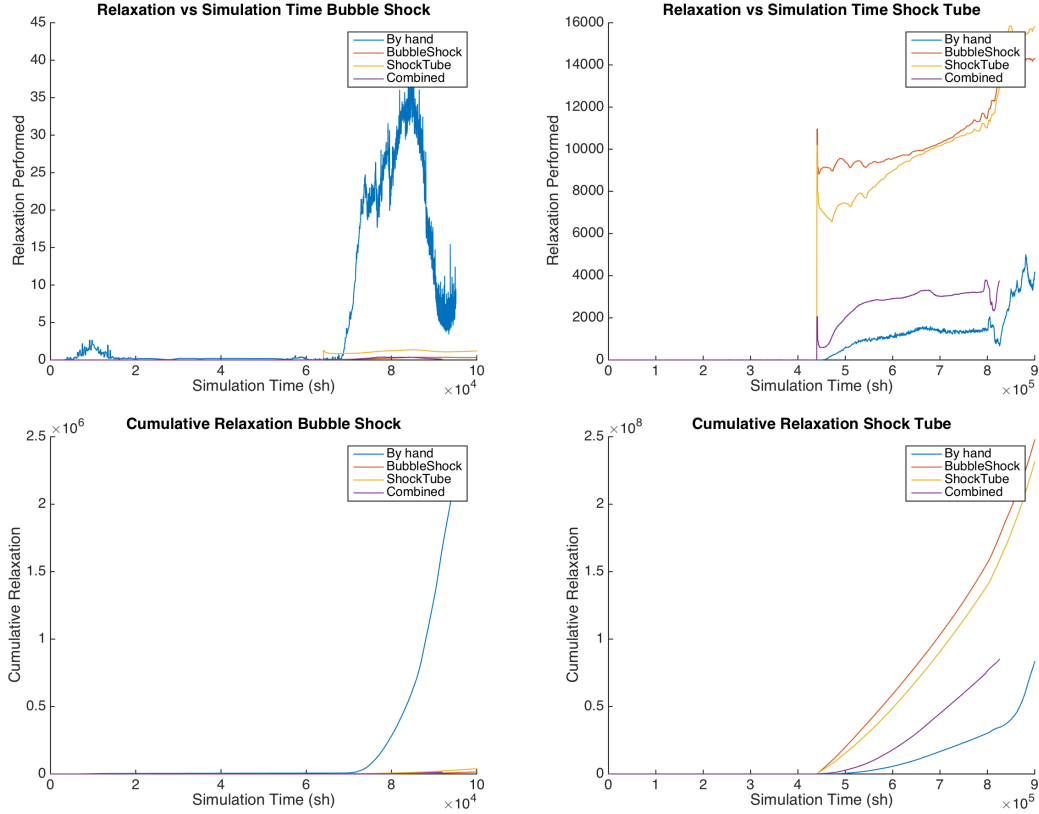 Relaxation vs Simulation Time Bubble Shock
45
40
35
30
25
20
15
10
5
0
Relaxation Performed
By hand
BubbleShock
ShockTube
Combined
0 2 4 6 8 10
Simulation Time (sh)
×10^4
Relaxation vs Simulation Time Shock Tube
16000
14000
12000
10000
8000
6000
4000
2000
0
Relaxation Performed
By hand
BubbleShock
ShockTube
Combined
0 1 2 3 4 5 6 7 8 9
Simulation Time (sh)
×10^5
Cumulative Relaxation Bubble Shock
×10^6
2.5
2
1.5
1
0.5
0
Cumulative Relaxation
By hand
BubbleShock
ShockTube
Combined
0 2 4 6 8 10
Simulation Time (sh)
×10^4
Cumulative Relaxation Shock Tube
×10^8
2.5
2
1.5
1
0.5
0
Cumulative Relaxation
By hand
BubbleShock
ShockTube
Combined
0 1 2 3 4 5 6 7 8 9
Simulation Time (sh)
×10^5